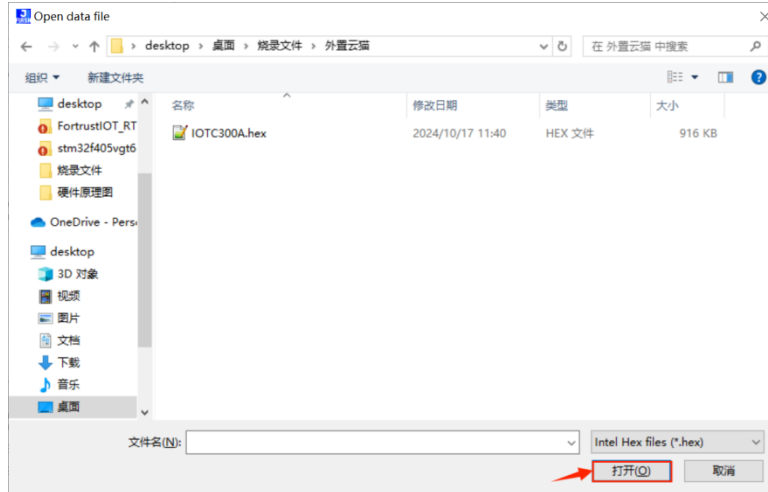 Open data file
desktop › 桌面 › 烧录文件 › 外置云猫
在 外置云猫 中搜索
组织 新建文件夹
名称 修改日期 类型 大小
desktop
FortrustIOT_RT
stm32f405vgt6
烧录文件
硬件原理图
OneDrive - Pers
desktop
3D 对象
视频
图片
文档
下载
音乐
桌面
IOTC300A.hex 2024/10/17 11:40 HEX 文件 916 KB
文件名(N):
Intel Hex files (*.hex)
打开(O) 取消